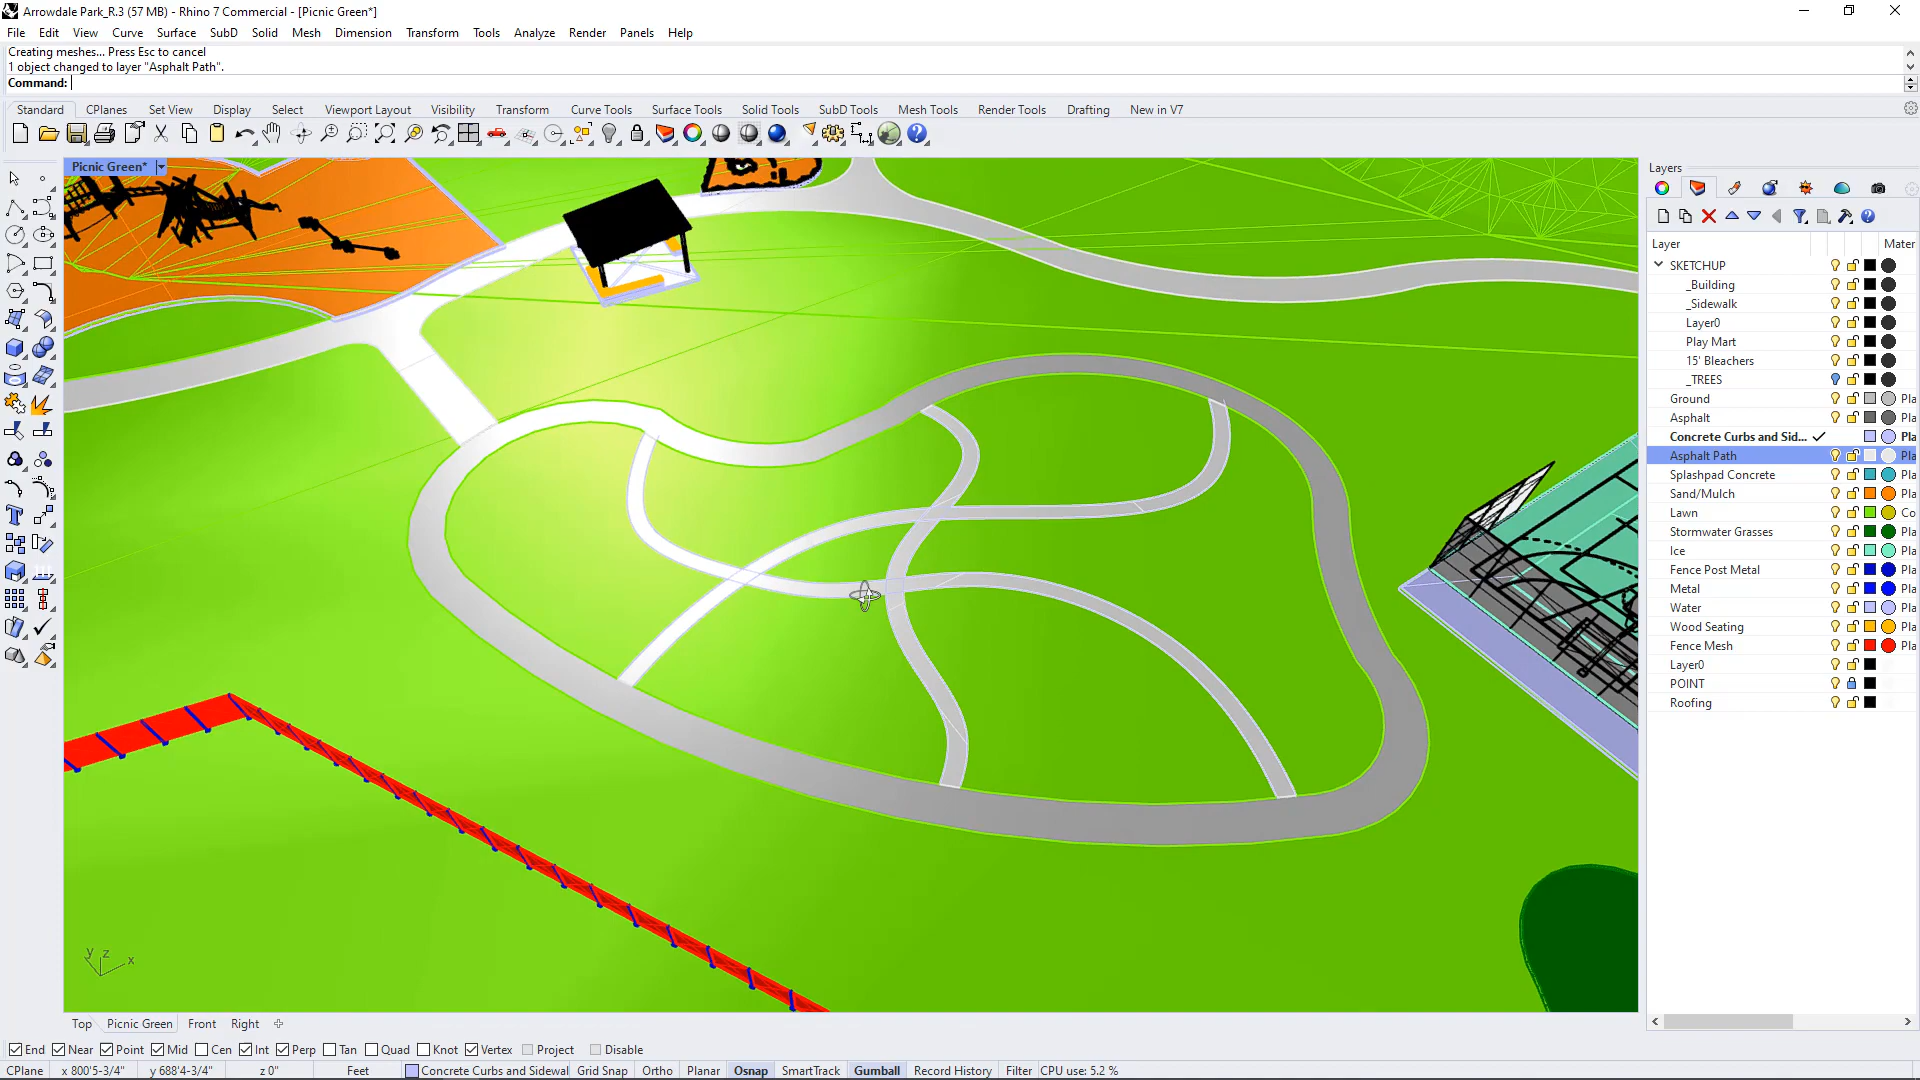 Arrowdale Park_R.3 (57 MB) - Rhino 7 Commercial - [Picnic Green*]
File Edit View Curve Surface SubD Solid Mesh Dimension Transform Tools Analyze Render Panels Help
Creating meshes... Press Esc to cancel
1 object changed to layer "Asphalt Path".
Command:
Standard CPlanes Set View Display Select Viewport Layout Visibility Transform Curve Tools Surface Tools Solid Tools SubD Tools Mesh Tools Render Tools Drafting New in V7
Picnic Green*
Layers
Layer Mater
SKETCHUP
_Building
_Sidewalk
Layer0
Play Mart
15' Bleachers
_TREES
Ground Pla
Asphalt Pla
Concrete Curbs and Sid... Pla
Asphalt Path Pla
Splashpad Concrete Pla
Sand/Mulch Pla
Lawn Co
Stormwater Grasses Pla
Ice Pla
Fence Post Metal Pla
Metal Pla
Water Pla
Wood Seating Pla
Fence Mesh Pla
Layer0
POINT
Roofing
y z x
Top Picnic Green Front Right
End Near Point Mid Cen Int Perp Tan Quad Knot Vertex Project Disable
CPlane x 800'5-3/4" y 688'4-3/4" z 0" Feet Concrete Curbs and Sidewal Grid Snap Ortho Planar Osnap SmartTrack Gumball Record History Filter CPU use: 5.2 %